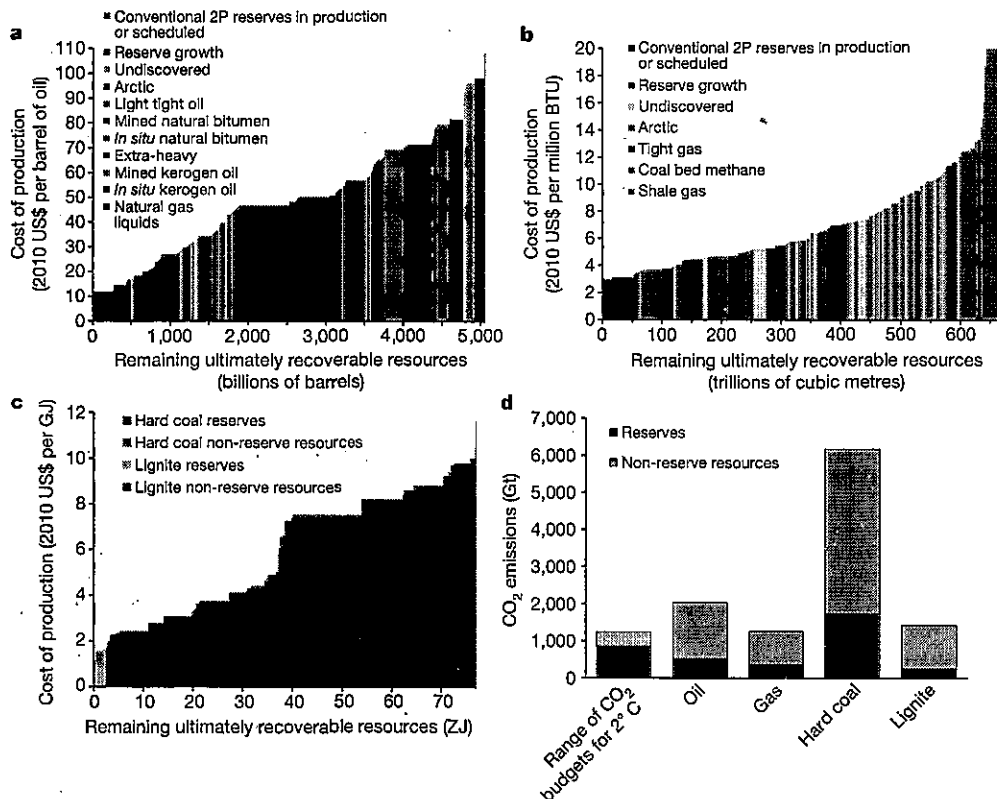 a
Conventional 2P reserves in production
or scheduled
Reserve growth
Undiscovered
Arctic
Light tight oil
Mined natural bitumen
In situ natural bitumen
Extra-heavy
Mined kerogen oil
In situ kerogen oil
Natural gas
liquids
Cost of production
(2010 US$ per barrel of oil)
110
100
90
80
70
60
50
40
30
20
10
0
0
1,000
2,000
3,000
4,000
5,000
Remaining ultimately recoverable resources
(billions of barrels)
b
Conventional 2P reserves in production
or scheduled
Reserve growth
Undiscovered
Arctic
Tight gas
Coal bed methane
Shale gas
Cost of production
(2010 US$ per million BTU)
20
18
16
14
12
10
8
6
4
2
0
0
100
200
300
400
500
600
Remaining ultimately recoverable resources
(trillions of cubic metres)
c
Hard coal reserves
Hard coal non-reserve resources
Lignite reserves
Lignite non-reserve resources
Cost of production (2010 US$ per GJ)
12
10
8
6
4
2
0
0
10
20
30
40
50
60
70
Remaining ultimately recoverable resources (ZJ)
d
Reserves
Non-reserve resources
CO₂ emissions (Gt)
7,000
6,000
5,000
4,000
3,000
2,000
1,000
0
Range of CO₂
budgets for 2° C
Oil
Gas
Hard coal
Lignite